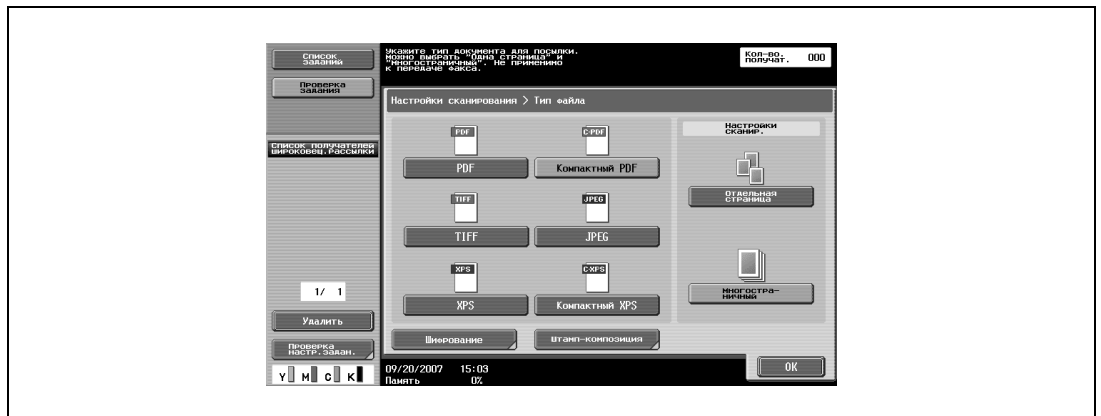 Список
заданий
Проверка
задания
Список получателей
широковещ.Рассылки
1/ 1
Удалить
Проверка
настр.задан.
Y M C K
Укажите тип документа для посылки.
Можно выбрать "Одна страница" и
"Многостраничный". Не применимо
к передаче факса.
Кол-во.
получат. 000
Настройки сканирования > Тип файла
PDF
PDF
C-PDF
Компактный PDF
TIFF
TIFF
JPEG
JPEG
XPS
XPS
C-XPS
Компактный XPS
Шифрование
Штамп-композиция
Настройки
сканир.
Отдельная
страница
Многостра-
ничный
09/20/2007 15:03
Память 0%
OK